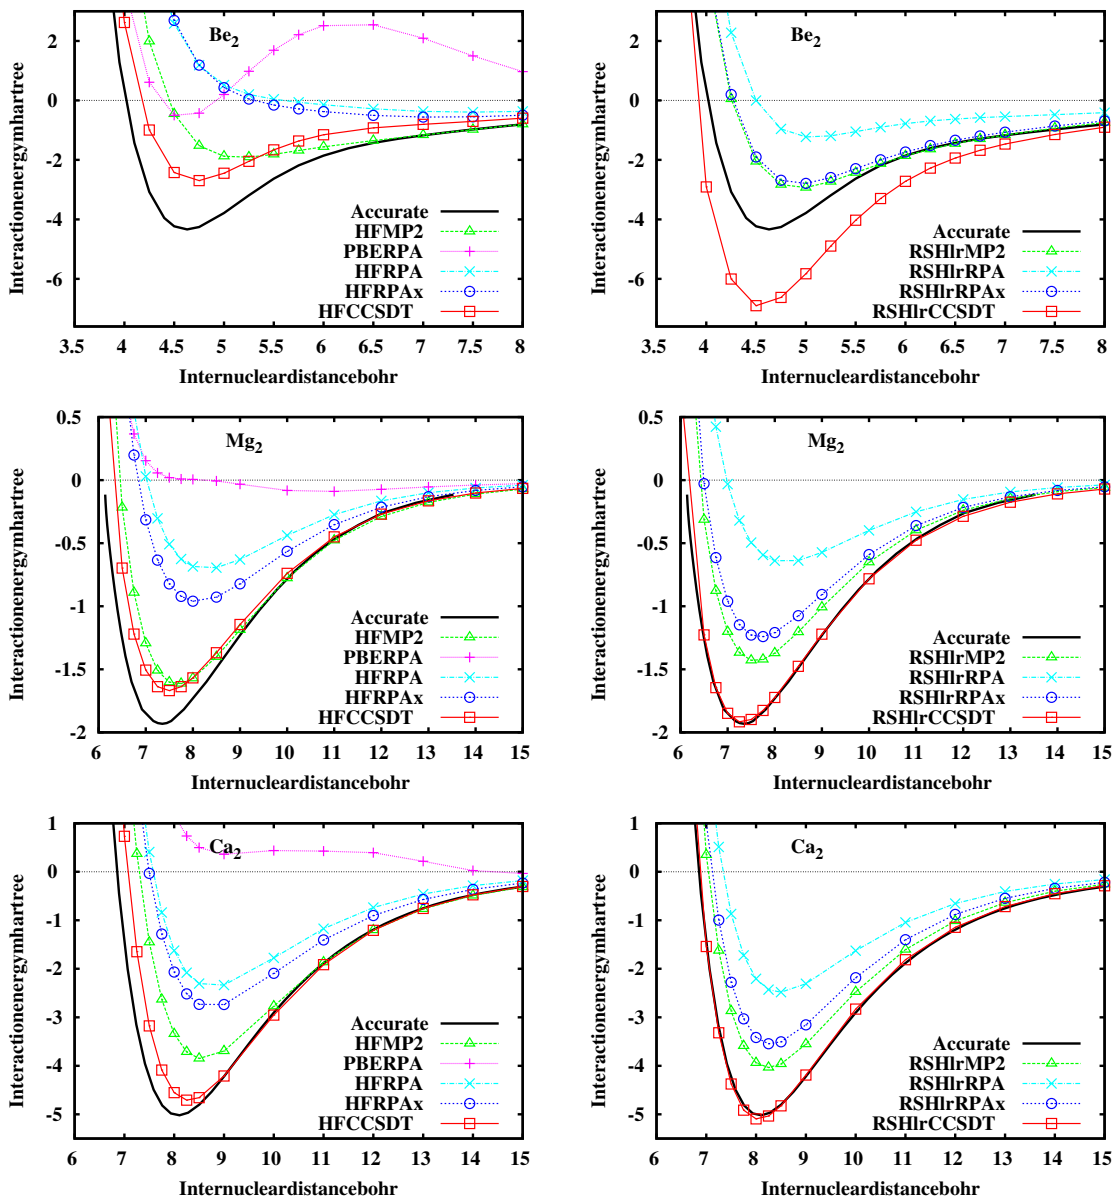 Be2
2
0
-2
-4
-6
Interactionenergymhartree
Accurate
HFMP2
PBERPA
HFRPA
HFRPAx
HFCCSDT
3.5 4 4.5 5 5.5 6 6.5 7 7.5 8
Internucleardistancebohr
Be2
2
0
-2
-4
-6
Interactionenergymhartree
Accurate
RSHlrMP2
RSHlrRPA
RSHlrRPAx
RSHlrCCSDT
3.5 4 4.5 5 5.5 6 6.5 7 7.5 8
Internucleardistancebohr
Mg2
0.5
0
-0.5
-1
-1.5
-2
Interactionenergymhartree
Accurate
HFMP2
PBERPA
HFRPA
HFRPAx
HFCCSDT
6 7 8 9 10 11 12 13 14 15
Internucleardistancebohr
Mg2
0.5
0
-0.5
-1
-1.5
-2
Interactionenergymhartree
Accurate
RSHlrMP2
RSHlrRPA
RSHlrRPAx
RSHlrCCSDT
6 7 8 9 10 11 12 13 14 15
Internucleardistancebohr
Ca2
1
0
-1
-2
-3
-4
-5
Interactionenergymhartree
Accurate
HFMP2
PBERPA
HFRPA
HFRPAx
HFCCSDT
6 7 8 9 10 11 12 13 14 15
Internucleardistancebohr
Ca2
1
0
-1
-2
-3
-4
-5
Interactionenergymhartree
Accurate
RSHlrMP2
RSHlrRPA
RSHlrRPAx
RSHlrCCSDT
6 7 8 9 10 11 12 13 14 15
Internucleardistancebohr